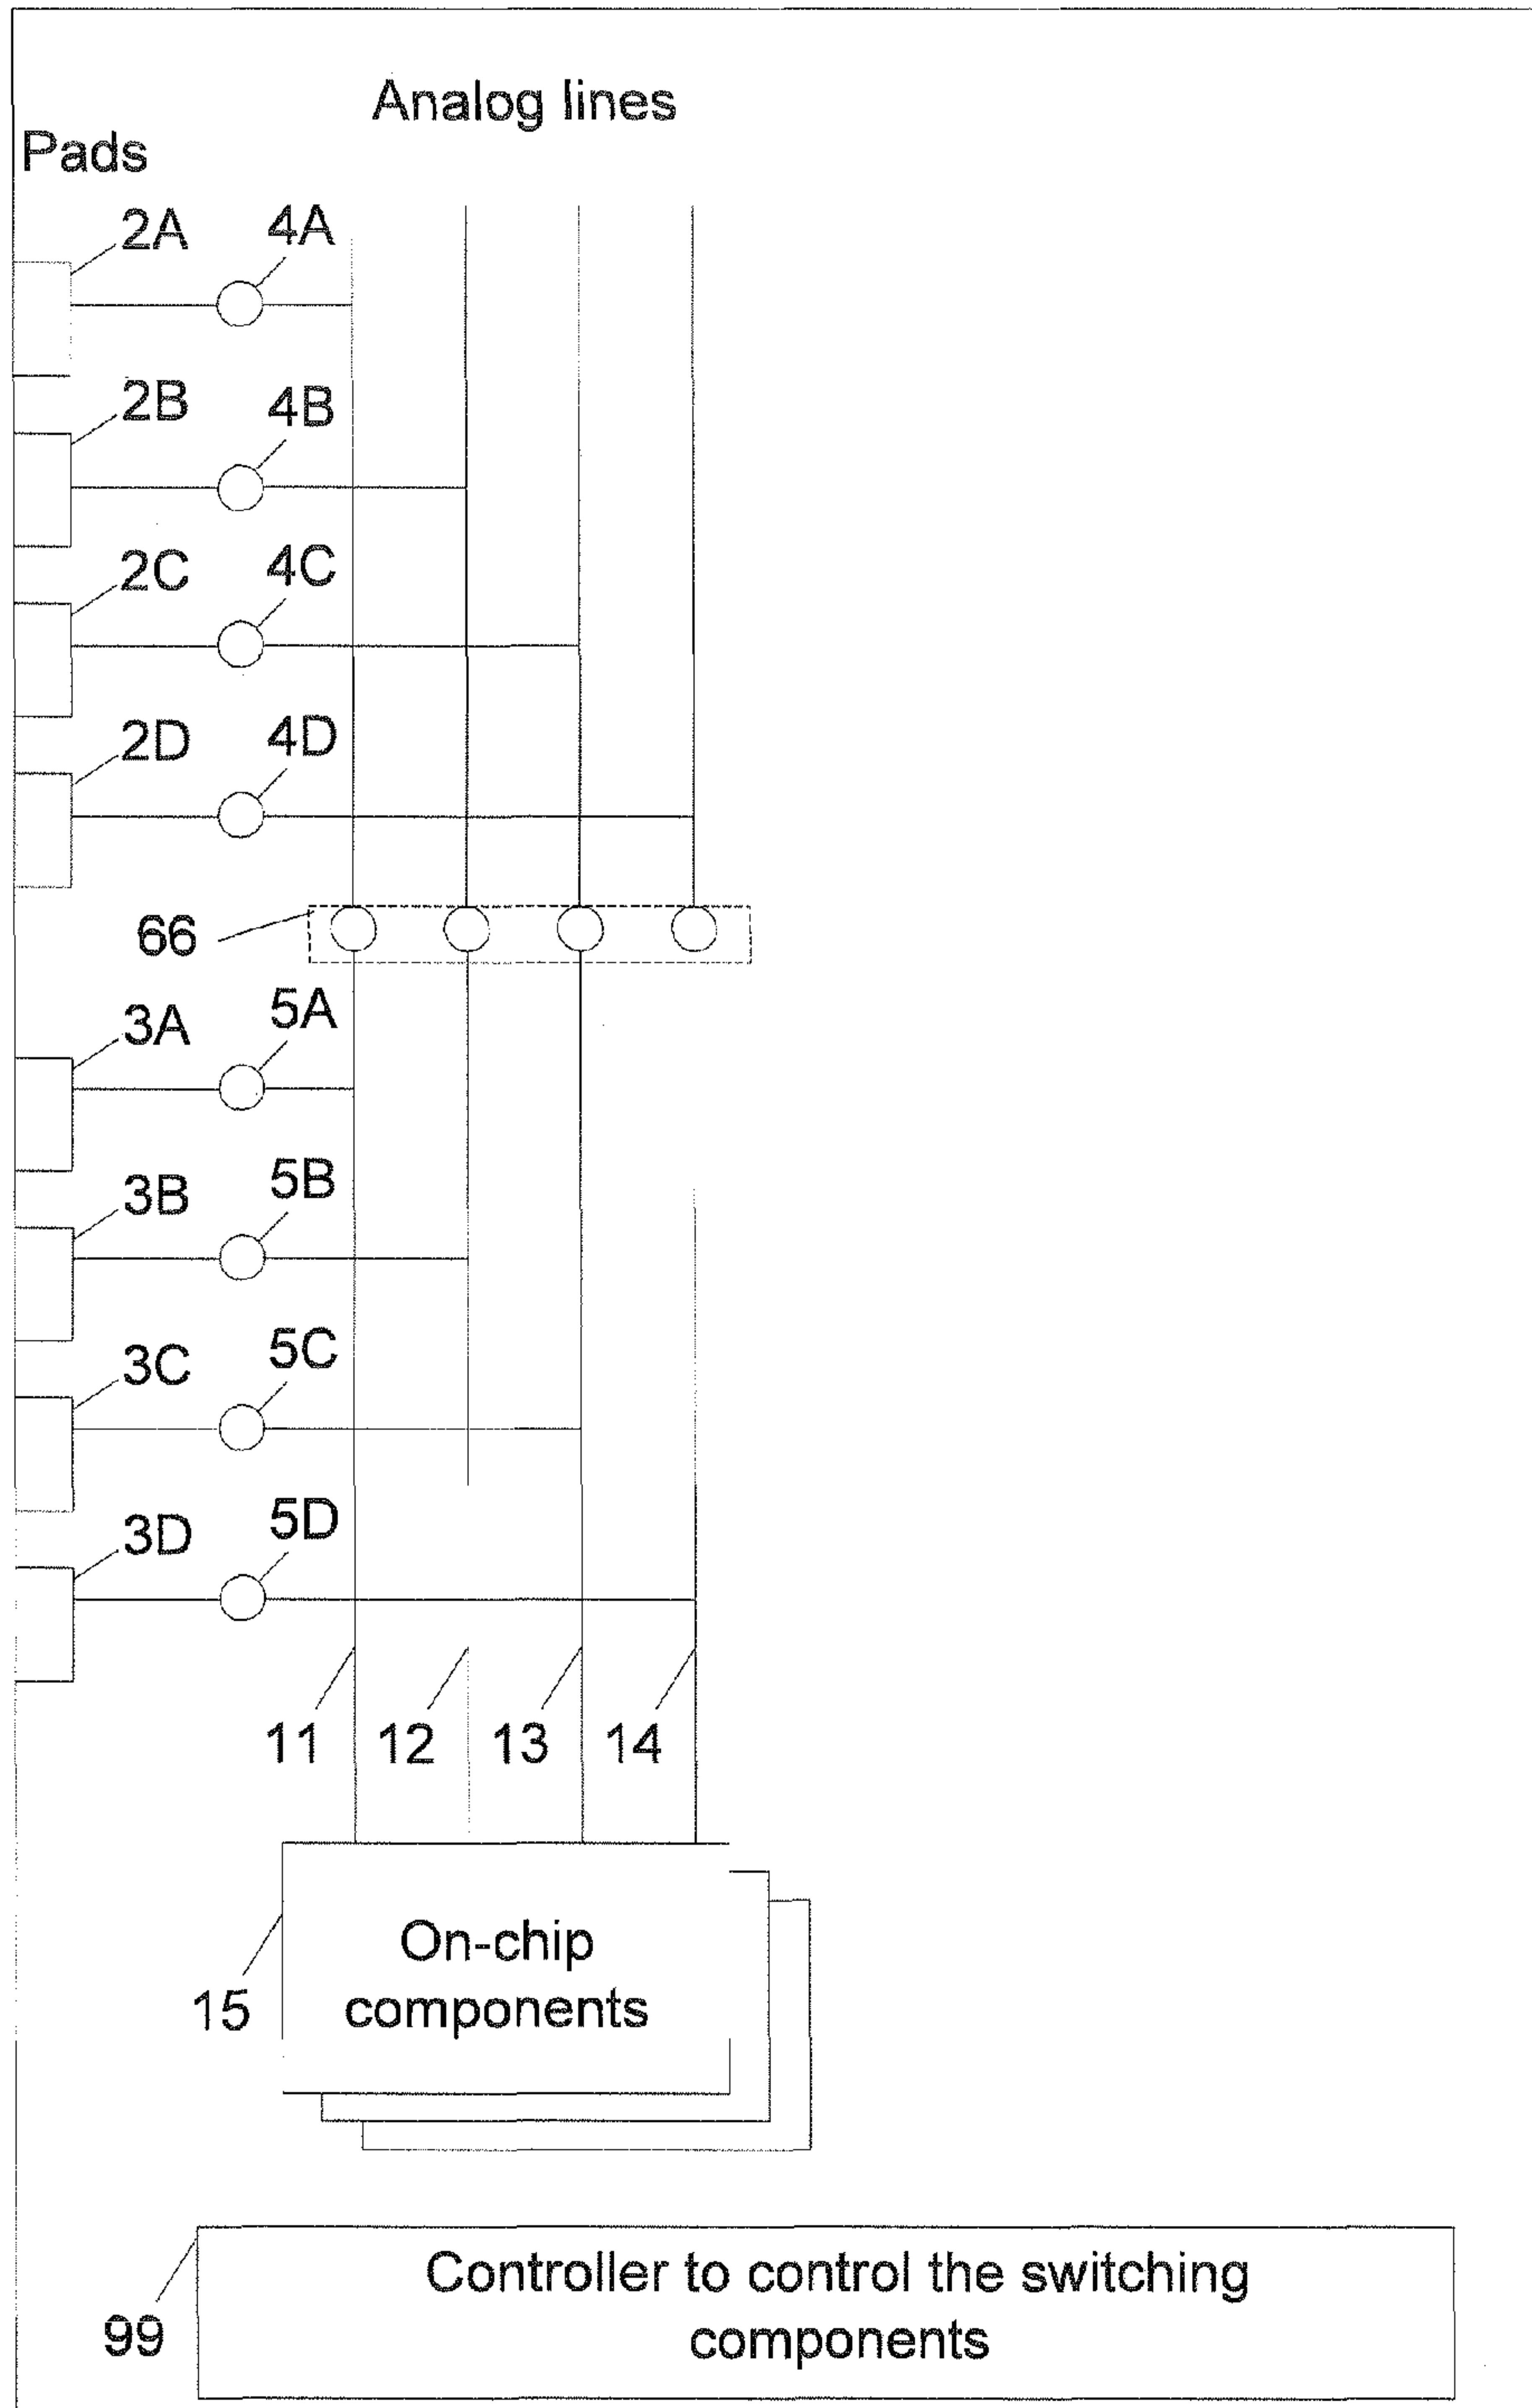 Analog lines
Pads
2A 4A
2B 4B
2C 4C
2D 4D
66
3A 5A
3B 5B
3C 5C
3D 5D
11 12 13 14
On-chip
components
15
Controller to control the switching
components
99